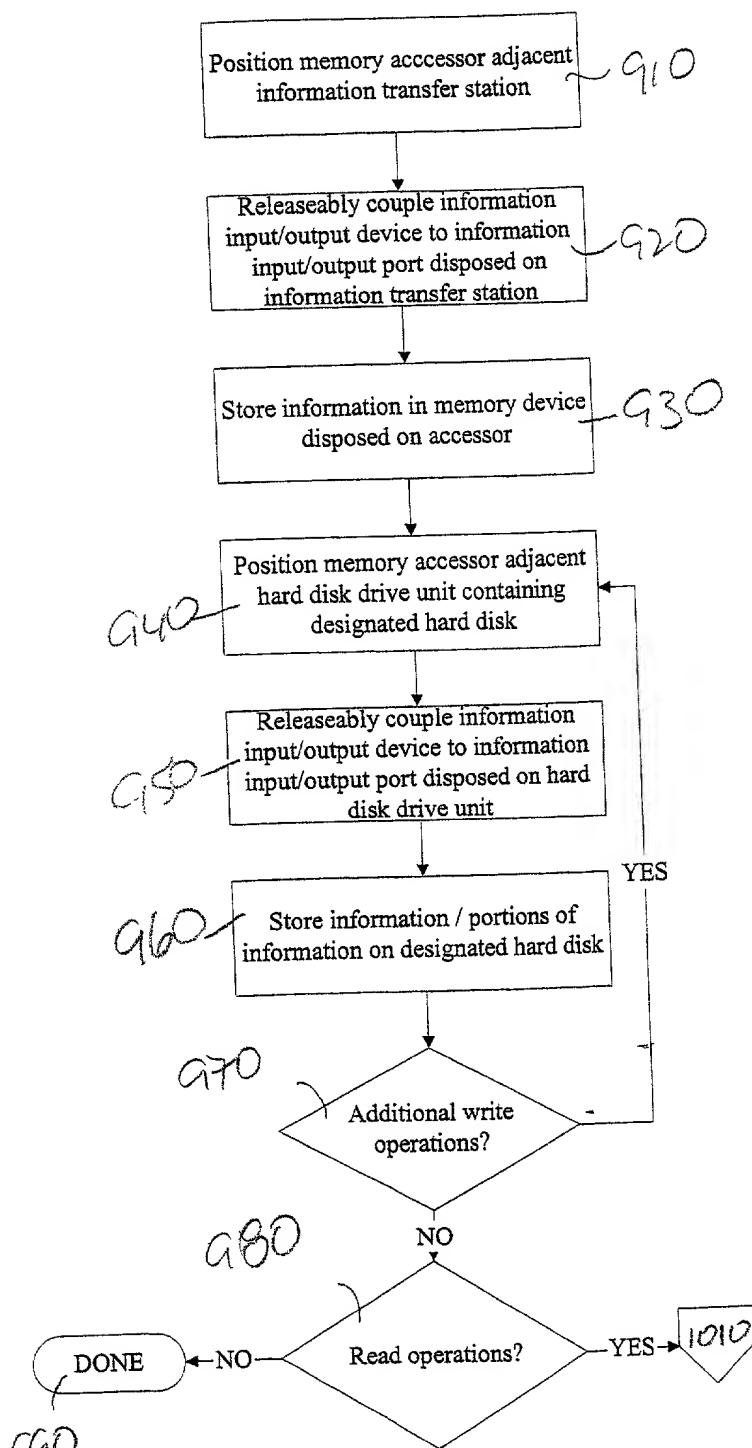 Position memory acccessor adjacent
information transfer station
910
Releaseably couple information
input/output device to information
input/output port disposed on
information transfer station
920
Store information in memory device
disposed on accessor
930
Position memory accessor adjacent
hard disk drive unit containing
designated hard disk
940
Releaseably couple information
input/output device to information
input/output port disposed on hard
disk drive unit
950
YES
Store information / portions of
information on designated hard disk
960
970
Additional write
operations?
NO
980
DONE
NO
Read operations?
YES
1010